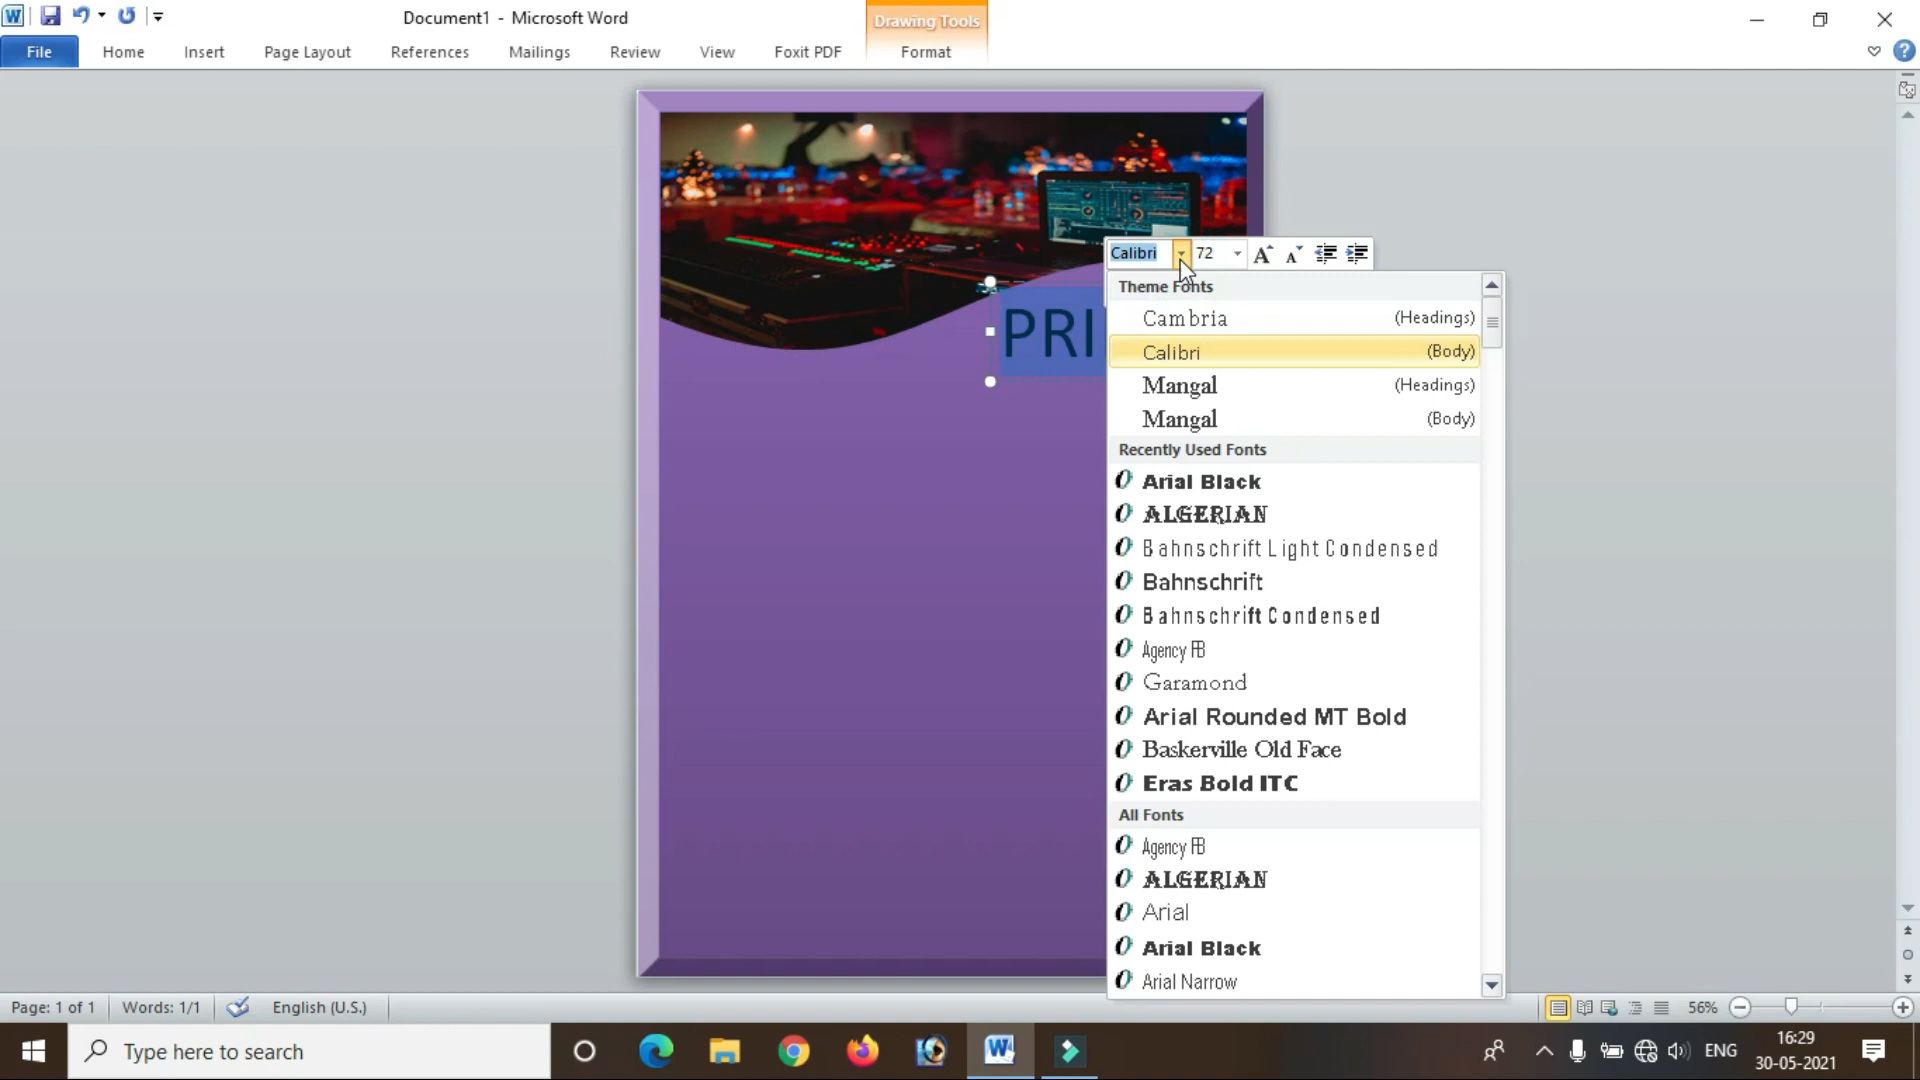 Document1 - Microsoft Word
Drawing Tools
File
Home
Insert
Page Layout
References
Mailings
Review
View
Foxit PDF
Format
Calibri
72
PRI
Theme Fonts
Cambria (Headings)
Calibri (Body)
Mangal (Headings)
Mangal (Body)
Recently Used Fonts
Arial Black
ALGERIAN
Bahnschrift Light Condensed
Bahnschrift
Bahnschrift Condensed
Agency FB
Garamond
Arial Rounded MT Bold
Baskerville Old Face
Eras Bold ITC
All Fonts
Agency FB
ALGERIAN
Arial
Arial Black
Arial Narrow
Page: 1 of 1
Words: 1/1
English (U.S.)
56%
Type here to search
ENG
16:29
30-05-2021